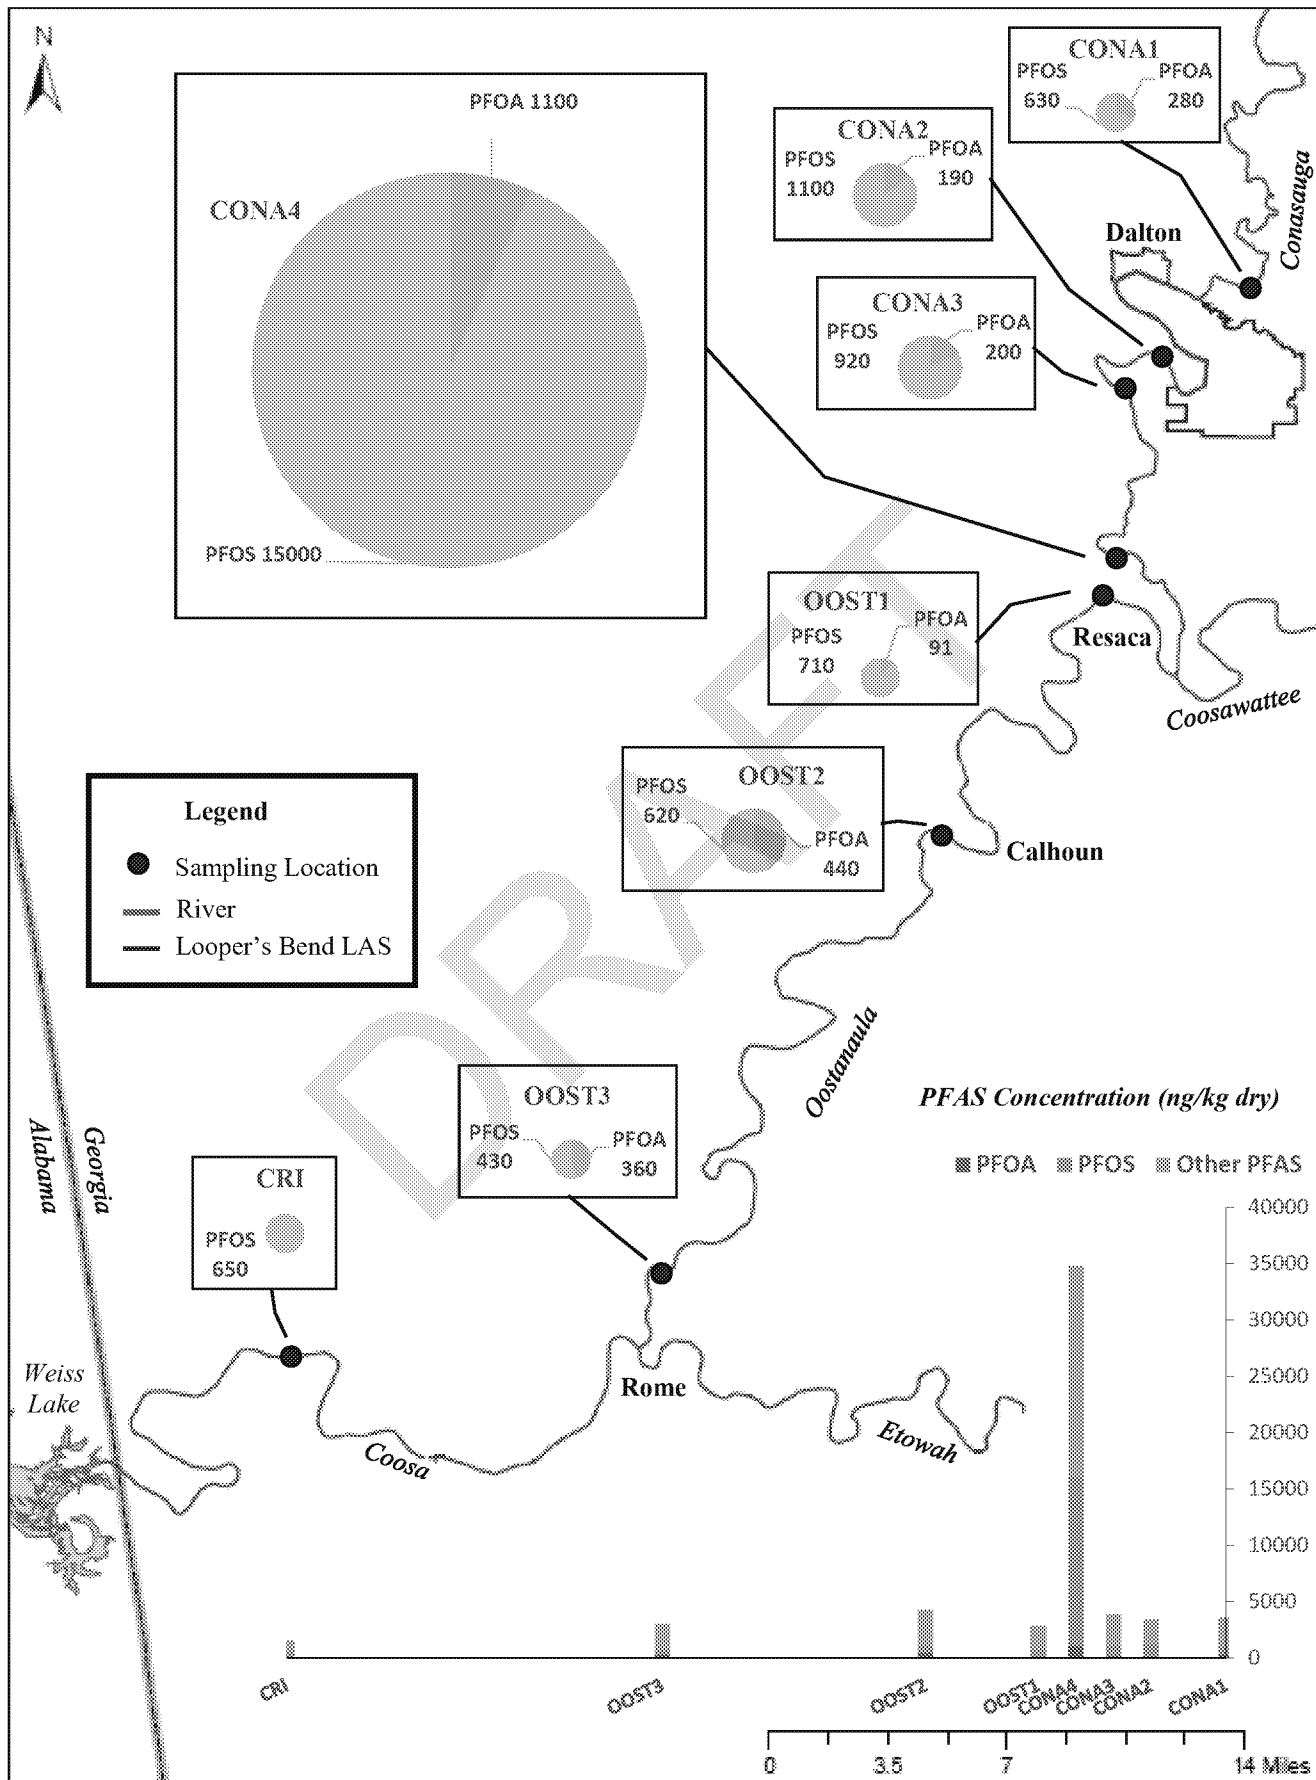 N
CONA1
PFOS PFOA
630 280
PFOA 1100
CONA2
PFOS PFOA
1100 190
CONA4
Conasauga
Dalton
CONA3
PFOS PFOA
920 200
PFOS 15000
OOST1
PFOS PFOA
710 91
Resaca
Coosawattee
OOST2
PFOS
620
PFOA
440
Calhoun
Legend
Sampling Location
River
Looper's Bend LAS
DRAFT
Oostanaula
OOST3
PFOS PFOA
430 360
PFAS Concentration (ng/kg dry)
PFOA PFOS Other PFAS
Alabama
Georgia
CRI
PFOS
650
40000
35000
30000
25000
20000
15000
10000
5000
0
Weiss
Lake
Rome
Etowah
Coosa
CRI OOST3 OOST2 OOST1 CONA4 CONA3 CONA2 CONA1
0 3.5 7 14 Miles